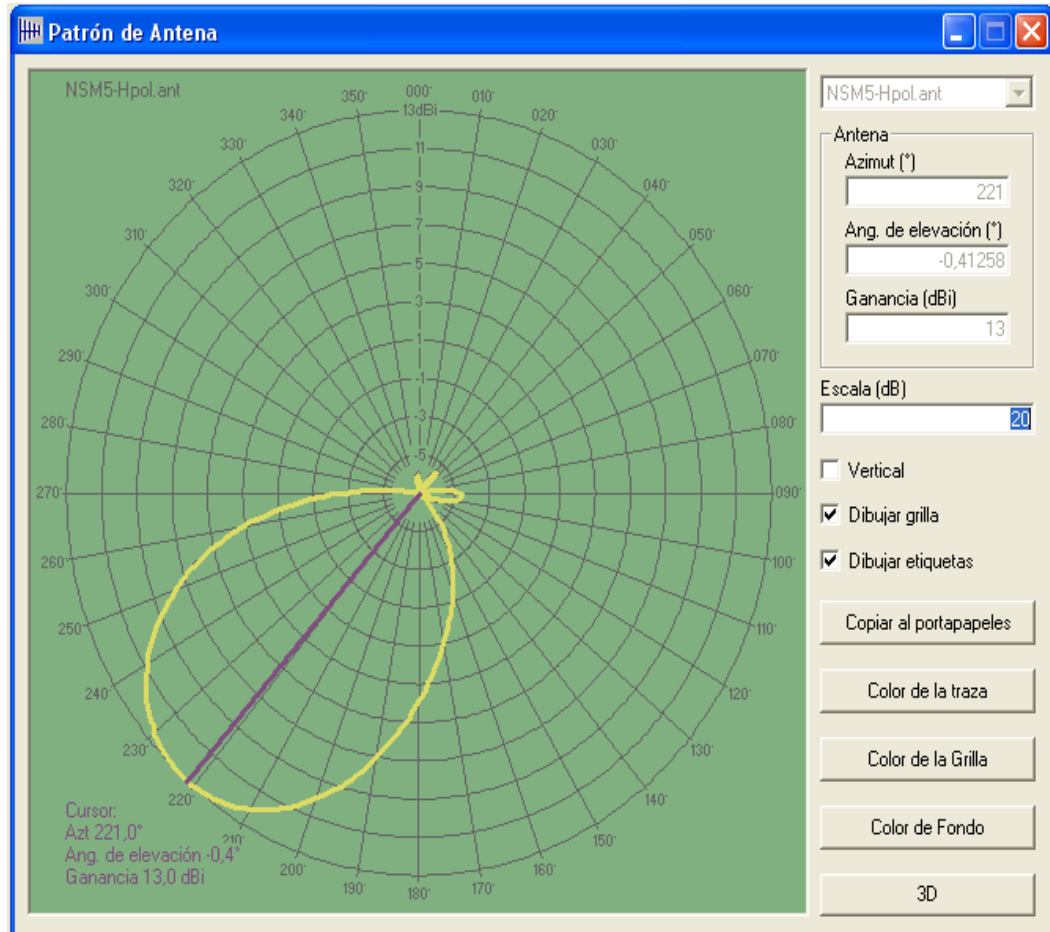 Patrón de Antena
NSM5-Hpol.ant
000·
13dBi
11
9
7
5
3
1
-1
-3
-5
010·
020·
030·
040·
050·
060·
070·
080·
090·
100·
110·
120·
130·
140·
150·
160·
170·
180·
190·
200·
210·
220·
230·
240·
250·
260·
270·
280·
290·
300·
310·
320·
330·
340·
350·
Cursor:
Azt 221,0°
Ang. de elevación -0,4°
Ganancia 13,0 dBi
NSM5-Hpol.ant
Antena
Azimut (°)
221
Ang. de elevación (°)
-0,41258
Ganancia (dBi)
13
Escala (dB)
20
Vertical
Dibujar grilla
Dibujar etiquetas
Copiar al portapapeles
Color de la traza
Color de la Grilla
Color de Fondo
3D